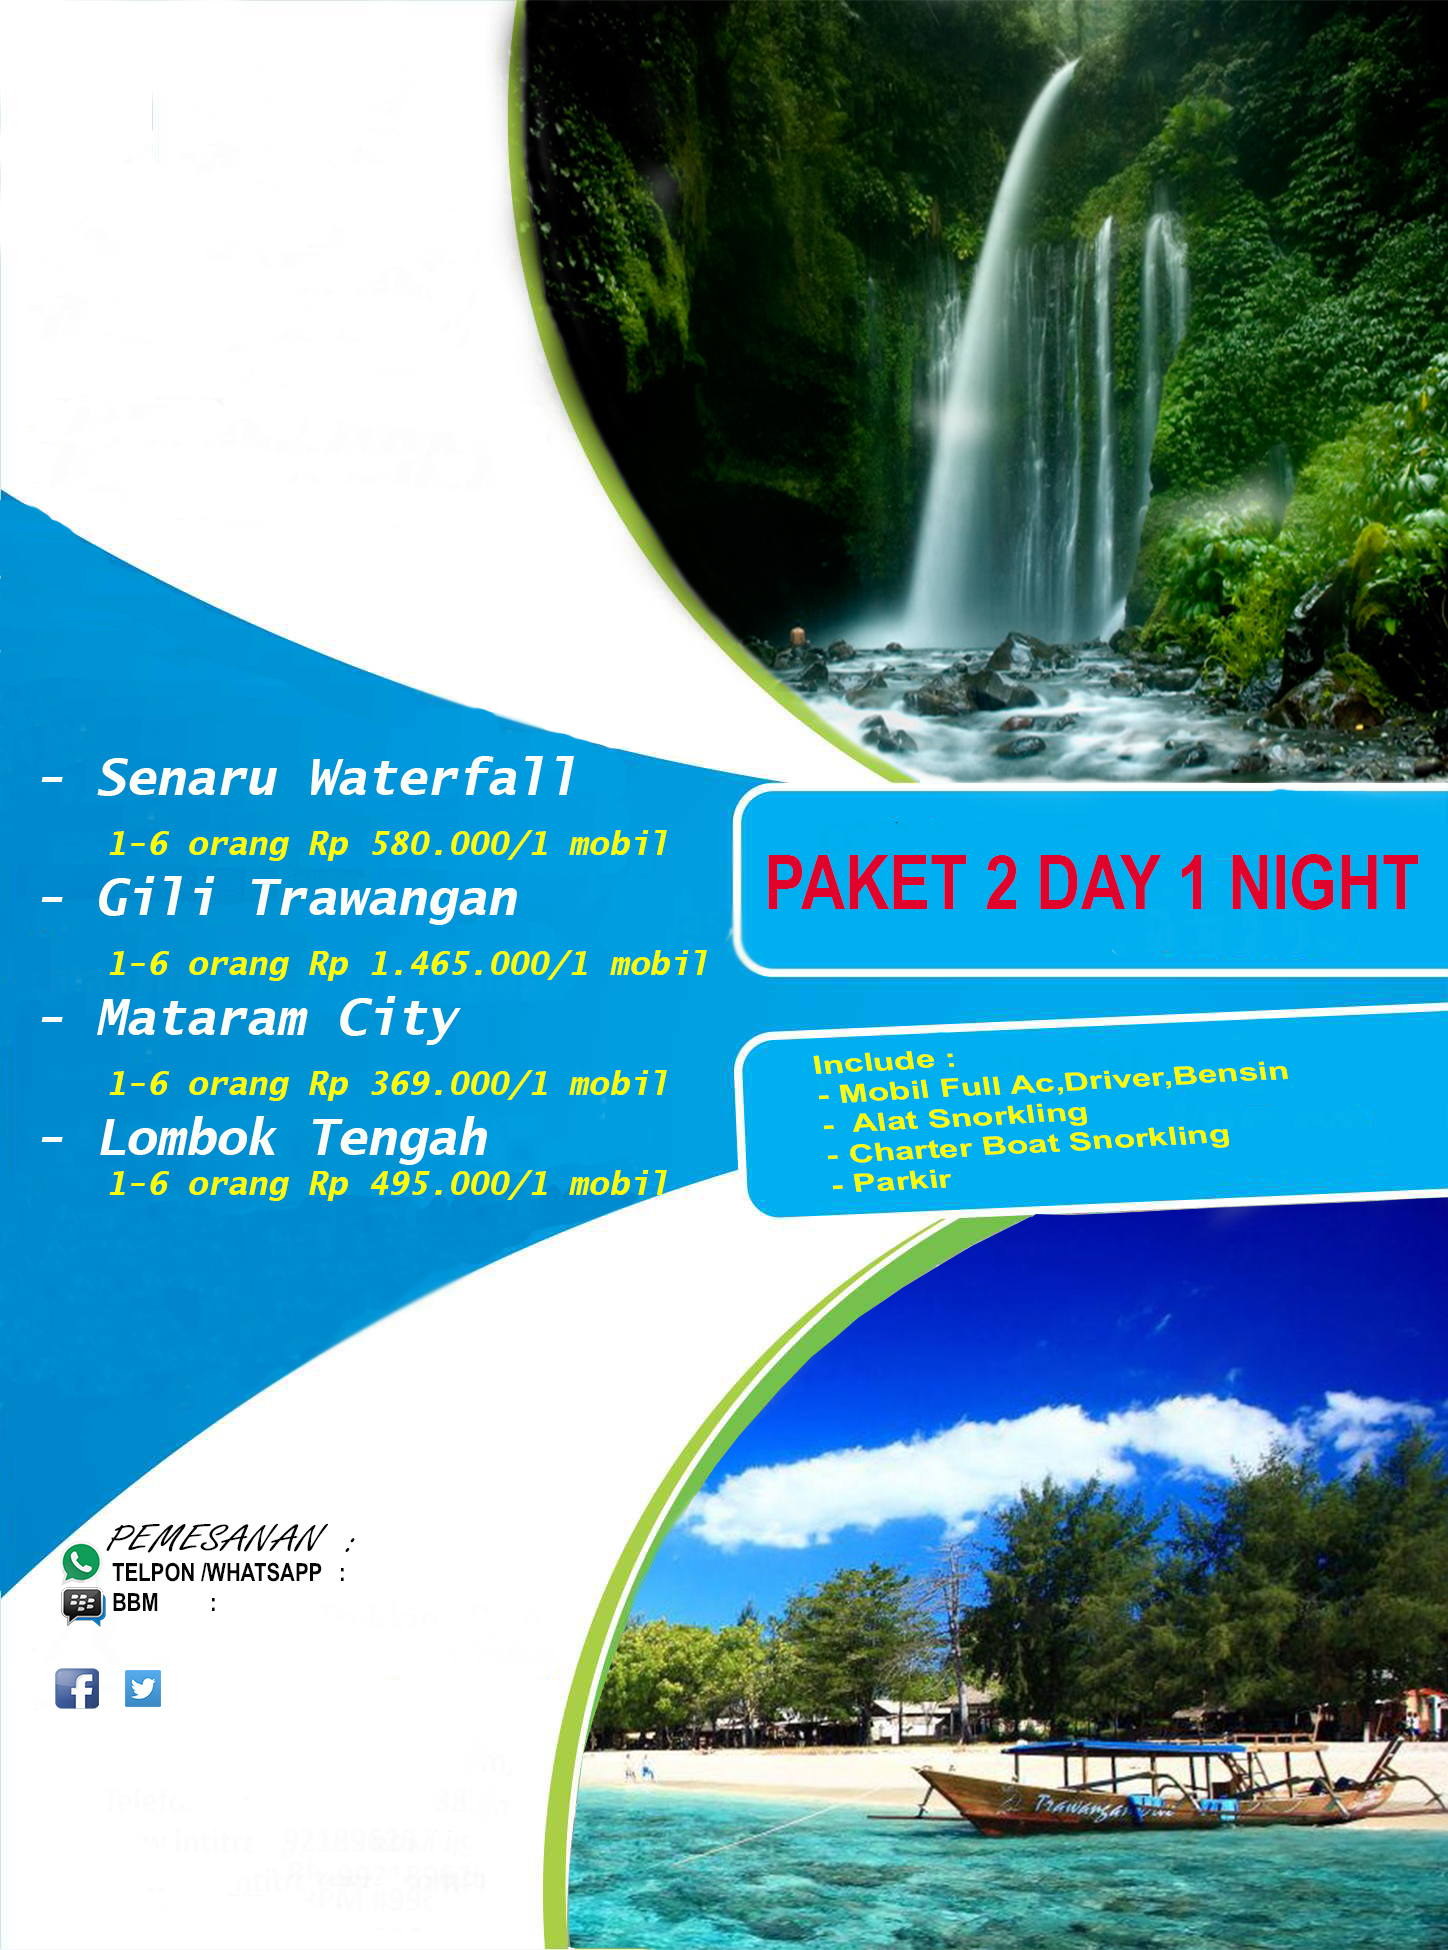 - Senaru Waterfall
1-6 orang Rp 580.000/1 mobil
- Gili Trawangan
1-6 orang Rp 1.465.000/1 mobil
- Mataram City
1-6 orang Rp 369.000/1 mobil
- Lombok Tengah
1-6 orang Rp 495.000/1 mobil
PAKET 2 DAY 1 NIGHT
Include :
- Mobil Full Ac,Driver,Bensin
- Alat Snorkling
- Charter Boat Snorkling
- Parkir
PEMESANAN :
TELPON /WHATSAPP :
BBM :
Trawangan